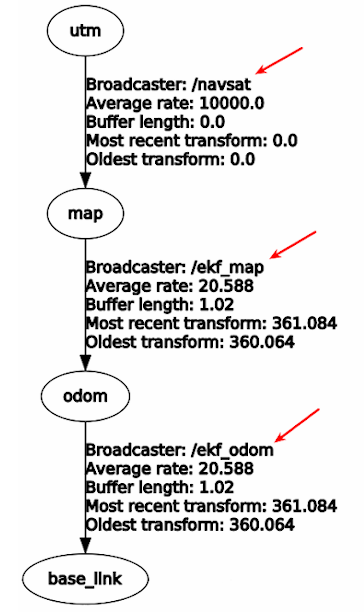 utm
Broadcaster: /navsat
Average rate: 10000.0
Buffer length: 0.0
Most recent transform: 0.0
Oldest transform: 0.0
map
Broadcaster: /ekf_map
Average rate: 20.588
Buffer length: 1.02
Most recent transform: 361.084
Oldest transform: 360.064
odom
Broadcaster: /ekf_odom
Average rate: 20.588
Buffer length: 1.02
Most recent transform: 361.084
Oldest transform: 360.064
base_link